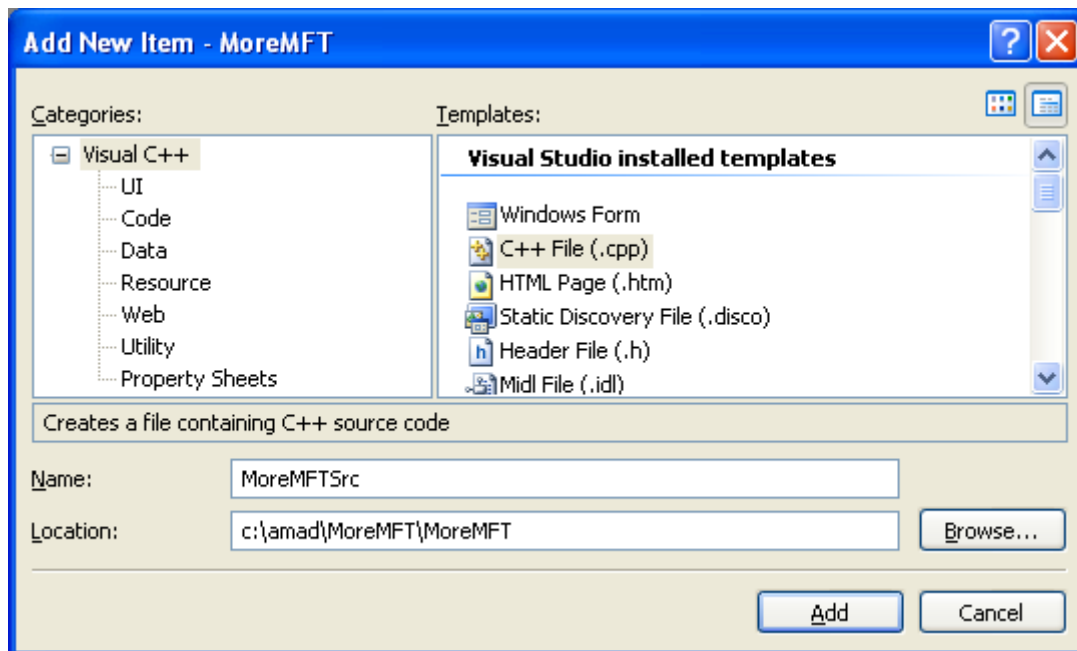 Add New Item - MoreMFT
Categories:
Templates:
Visual C++
UI
Code
Data
Resource
Web
Utility
Property Sheets
Visual Studio installed templates
Windows Form
C++ File (.cpp)
HTML Page (.htm)
Static Discovery File (.disco)
Header File (.h)
Midl File (.idl)
Creates a file containing C++ source code
Name:
MoreMFTSrc
Location:
c:\amad\MoreMFT\MoreMFT
Browse...
Add
Cancel